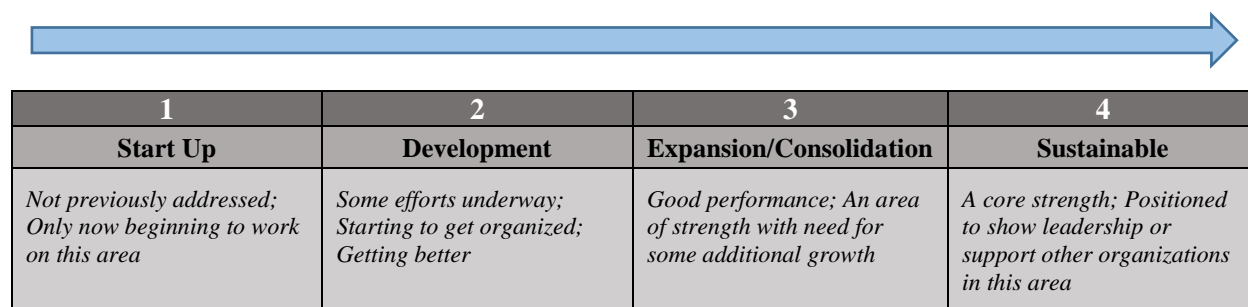 1 2 3 4
Start Up Development Expansion/Consolidation Sustainable
Not previously addressed;
Only now beginning to work
on this area
Some efforts underway;
Starting to get organized;
Getting better
Good performance; An area
of strength with need for
some additional growth
A core strength; Positioned
to show leadership or
support other organizations
in this area